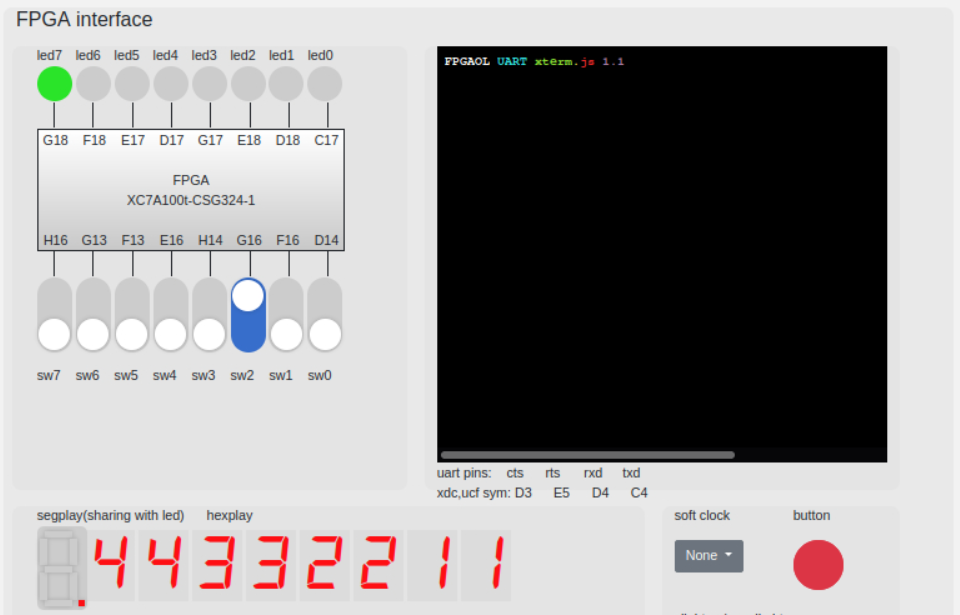 FPGA interface
led7 led6 led5 led4 led3 led2 led1 led0
FPGAOL UART xterm.js 1.1
G18 F18 E17 D17 G17 E18 D18 C17
FPGA
XC7A100t-CSG324-1
H16 G13 F13 E16 H14 G16 F16 D14
sw7 sw6 sw5 sw4 sw3 sw2 sw1 sw0
uart pins: cts rts rxd txd
xdc,ucf sym: D3 E5 D4 C4
segplay(sharing with led) hexplay
44332211
soft clock button
None